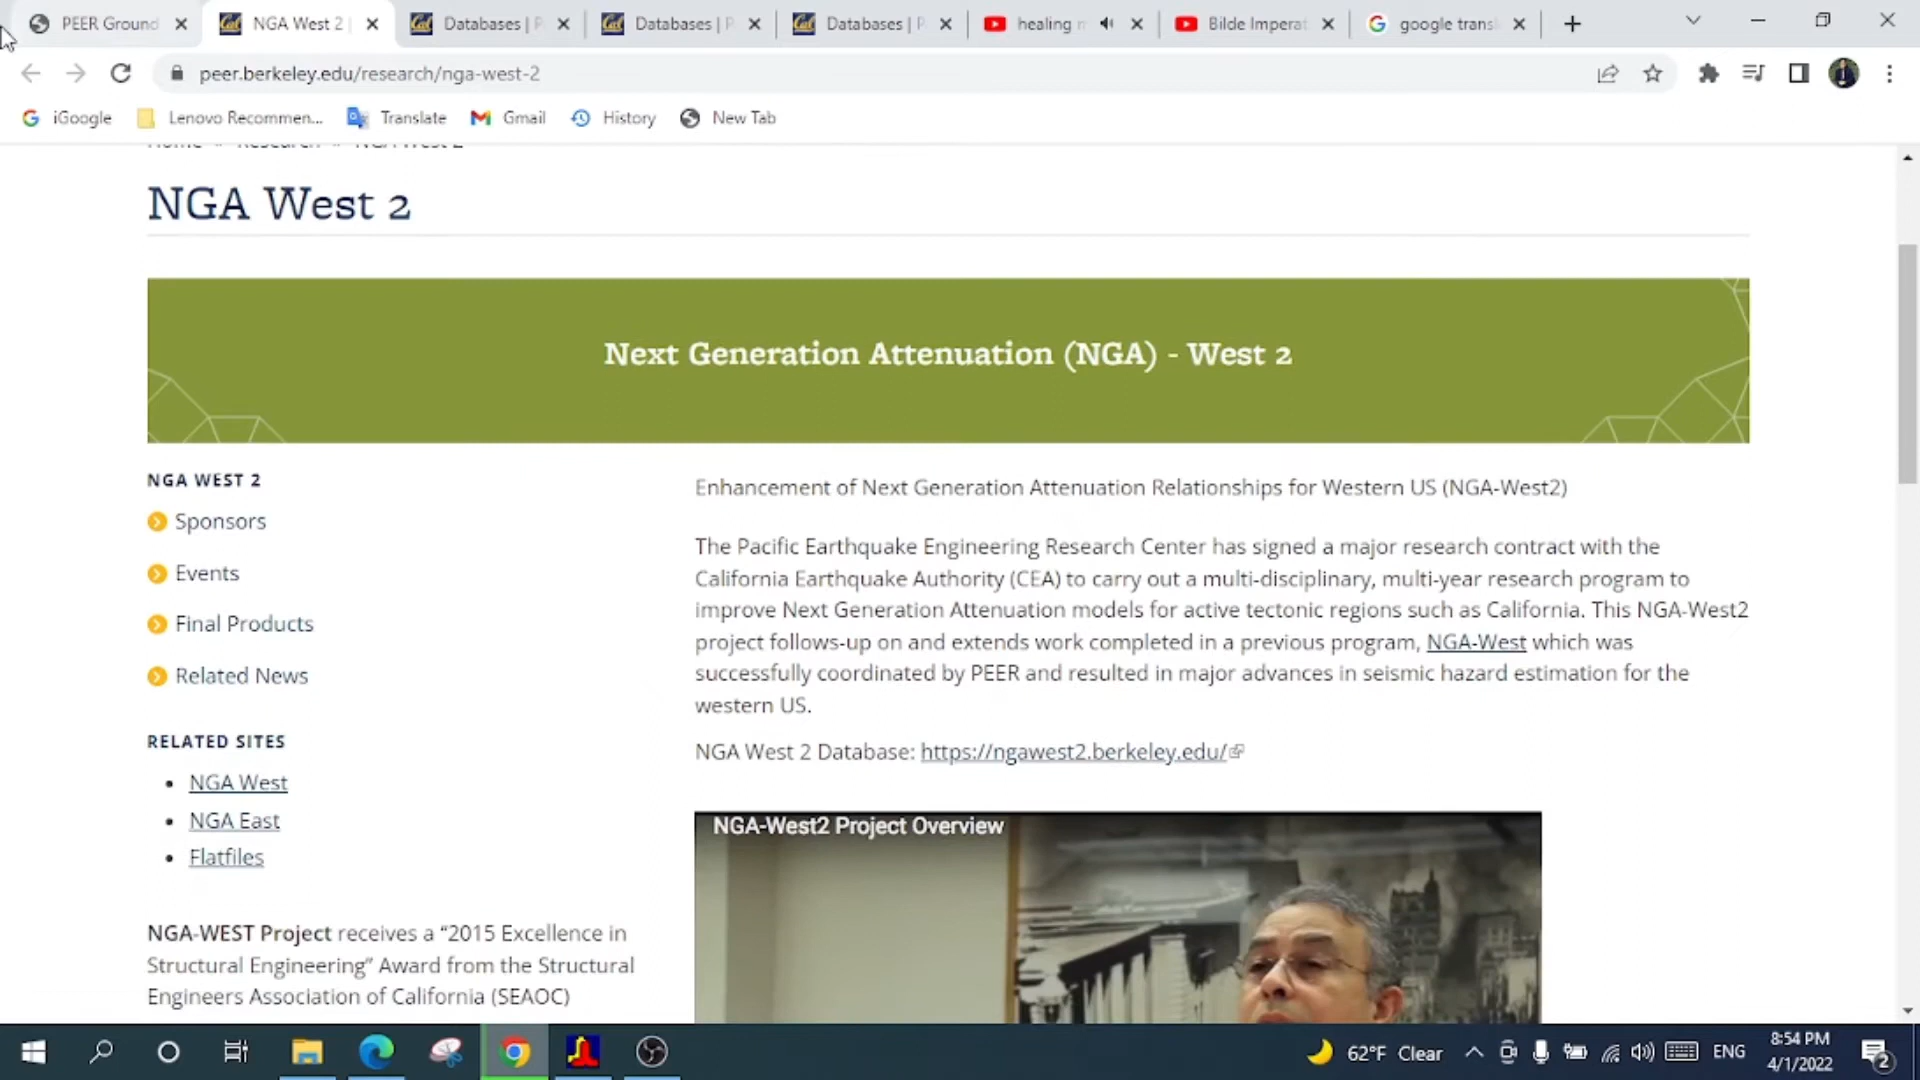 PEER Ground
NGA West 2 |
Databases | P
Databases | P
Databases | P
healing m
Bilde Imperat
google transl
peer.berkeley.edu/research/nga-west-2
iGoogle
Lenovo Recommen...
Translate
Gmail
History
New Tab
Home
Research
NGA West 2
NGA West 2
Next Generation Attenuation (NGA) - West 2
NGA WEST 2
Sponsors
Events
Final Products
Related News
RELATED SITES
NGA West
NGA East
Flatfiles
NGA-WEST Project receives a “2015 Excellence in
Structural Engineering” Award from the Structural
Engineers Association of California (SEAOC)
Enhancement of Next Generation Attenuation Relationships for Western US (NGA-West2)
The Pacific Earthquake Engineering Research Center has signed a major research contract with the
California Earthquake Authority (CEA) to carry out a multi-disciplinary, multi-year research program to
improve Next Generation Attenuation models for active tectonic regions such as California. This NGA-West2
project follows-up on and extends work completed in a previous program, NGA-West which was
successfully coordinated by PEER and resulted in major advances in seismic hazard estimation for the
western US.
NGA West 2 Database: https://ngawest2.berkeley.edu/
NGA-West2 Project Overview
62°F Clear
ENG
8:54 PM
4/1/2022
2